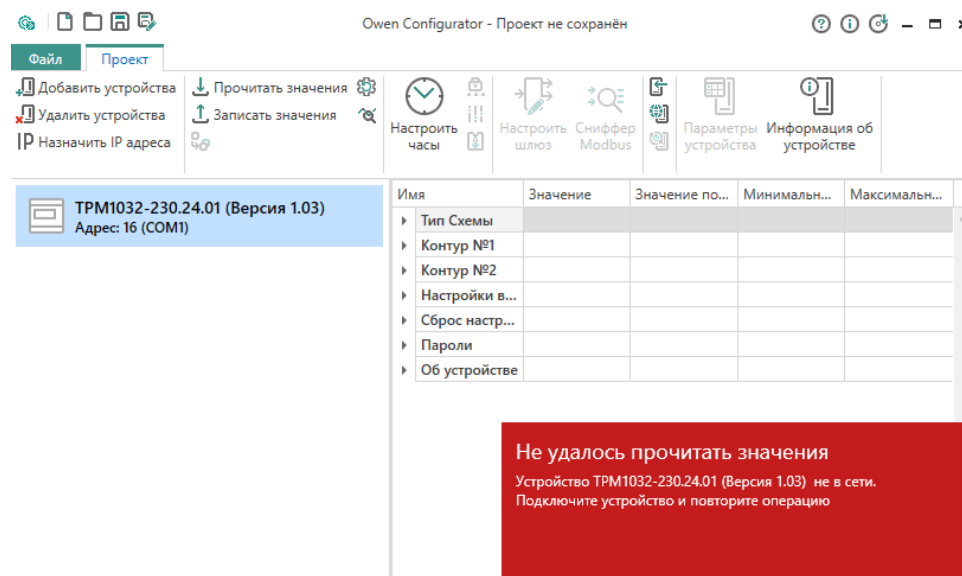 Owen Configurator - Проект не сохранён
Файл Проект
Добавить устройства
Удалить устройства
IP Назначить IP адреса
Прочитать значения
Записать значения
Настроить часы
Настроить шлюз
Сниффер Modbus
Параметры устройства
Информация об устройстве
ТРМ1032-230.24.01 (Версия 1.03)
Адрес: 16 (COM1)
Имя Значение Значение по... Минимальн... Максимальн...
Тип Схемы
Контур №1
Контур №2
Настройки в...
Сброс настр...
Пароли
Об устройстве
Не удалось прочитать значения
Устройство ТРМ1032-230.24.01 (Версия 1.03) не в сети.
Подключите устройство и повторите операцию